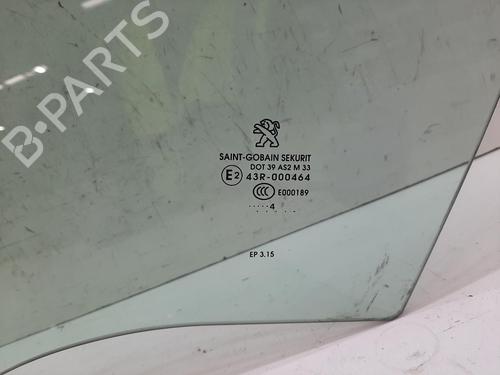 B-PARTS
SAINT-GOBAIN SEKURIT
DOT 39 AS2 M 33
E2 43R-000464
CCC E000189
.....4
EP 3.15